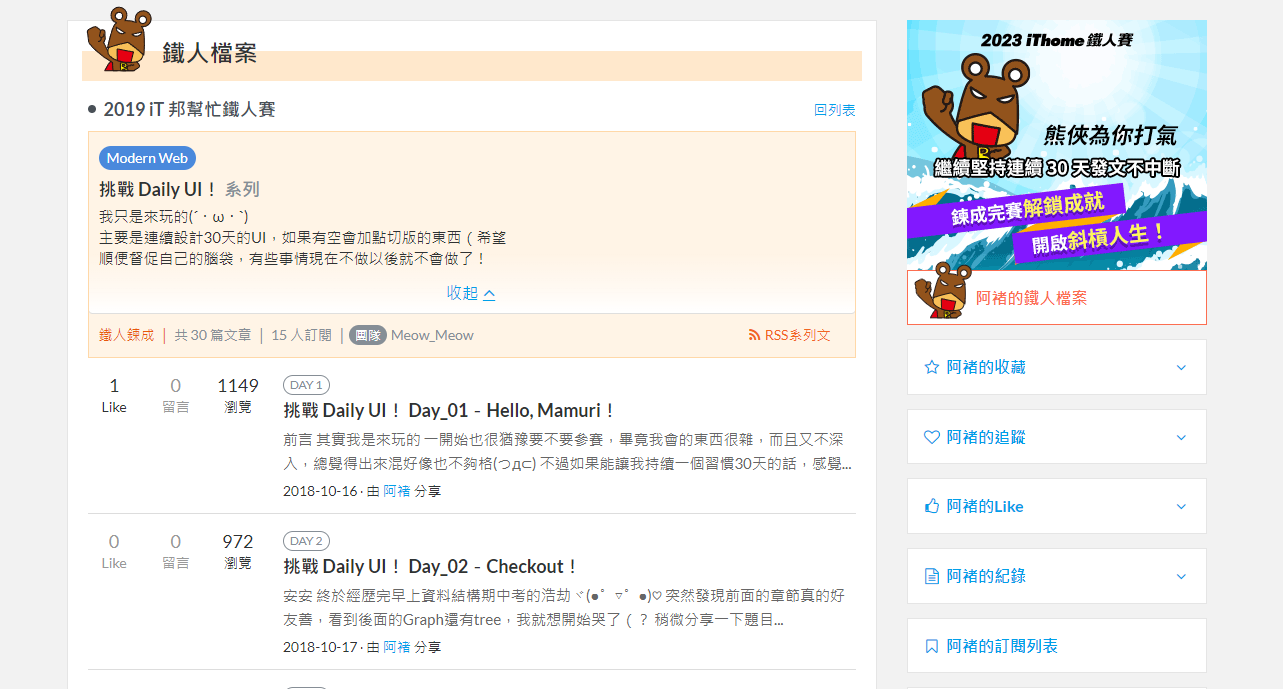 鐵人檔案
2019 iT 邦幫忙鐵人賽
回列表
Modern Web
挑戰 Daily UI！ 系列
我只是來玩的(´・ω・`)
主要是連續設計30天的UI，如果有空會加點切版的東西（希望
順便督促自己的腦袋，有些事情現在不做以後就不會做了！
收起
鐵人鍊成 | 共 30 篇文章 | 15 人訂閱 | 團隊 Meow_Meow
RSS系列文
1 0 1149
Like 留言 瀏覽
DAY 1
挑戰 Daily UI！ Day_01 - Hello, Mamuri！
前言 其實我是來玩的 一開始也很猶豫要不要參賽，畢竟我會的東西很雜，而且又不深
入，總覺得出來混好像也不夠格(つд⊂) 不過如果能讓我持續一個習慣30天的話，感覺...
2018-10-16 ‧ 由 阿褚 分享
0 0 972
Like 留言 瀏覽
DAY 2
挑戰 Daily UI！ Day_02 - Checkout！
安安 終於經歷完早上資料結構期中考的浩劫ヾ(●゜▽゜●)♡ 突然發現前面的章節真的好
友善，看到後面的Graph還有tree，我就想開始哭了（？ 稍微分享一下題目...
2018-10-17 ‧ 由 阿褚 分享
2023 iThome 鐵人賽
熊俠為你打氣
繼續堅持連續 30 天發文不中斷
鍊成完賽解鎖成就
開啟斜槓人生！
阿褚的鐵人檔案
阿褚的收藏
阿褚的追蹤
阿褚的Like
阿褚的紀錄
阿褚的訂閱列表